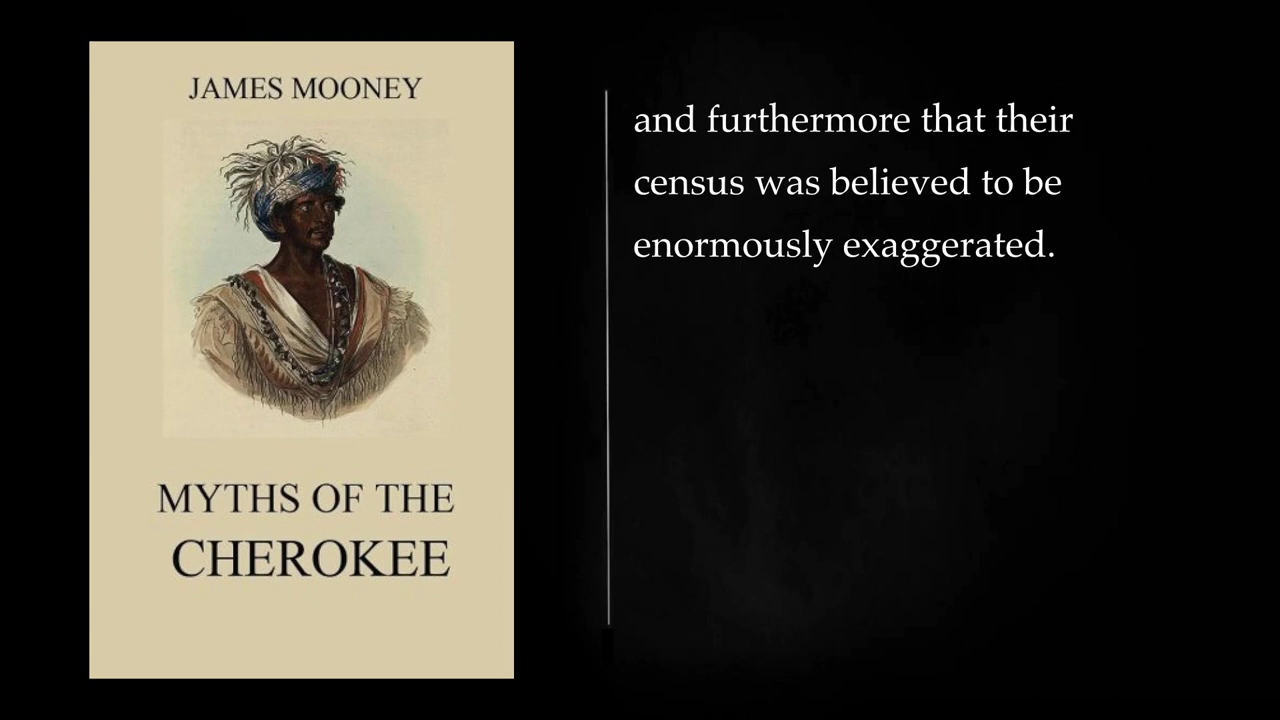 JAMES MOONEY
MYTHS OF THE
CHEROKEE
and furthermore that their
census was believed to be
enormously exaggerated.